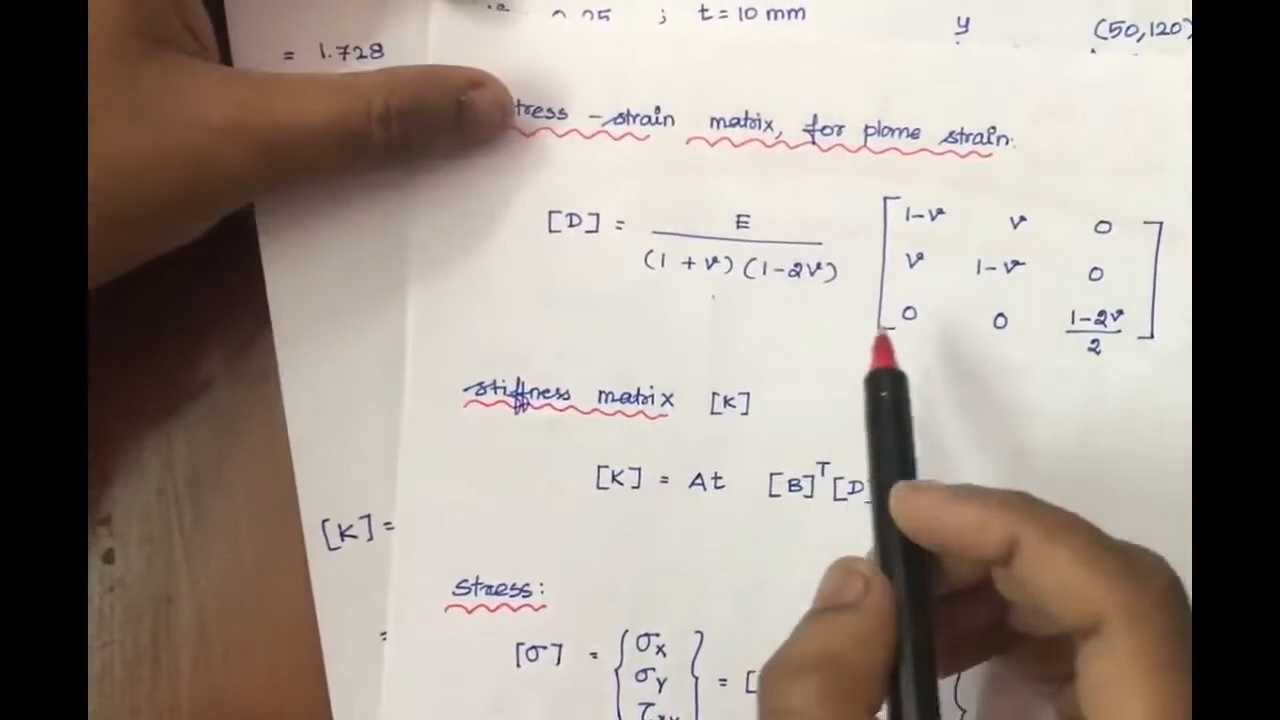 ; t = 10 mm
y (50,120)
= 1.728
stress - strain matrix, for plane strain.
[D] = E / (1 + ν) (1 - 2ν) [ 1-ν ν 0
ν 1-ν 0
0 0 1-2ν / 2 ]
stiffness matrix [K]
[K] = At [B]ᵀ [D]
[K] =
stress:
=
[σ] = { σx
σy } = [
τxy